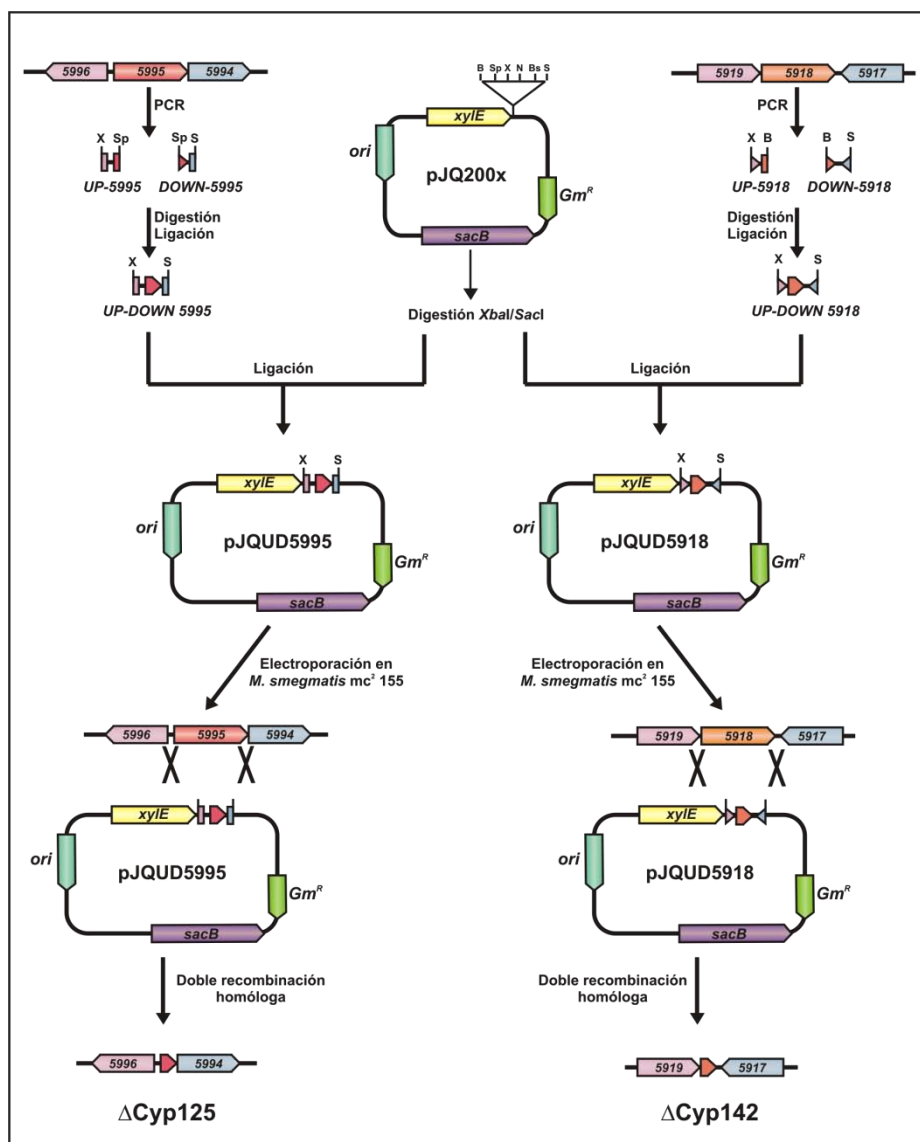 5996 5995 5994
PCR
X Sp
Sp S
UP-5995 DOWN-5995
Digestión
Ligación
X S
UP-DOWN 5995
B Sp X N Bs S
xylE
ori
pJQ200x
Gmᴿ
sacB
Digestión XbaI/SacI
5919 5918 5917
PCR
X B
B S
UP-5918 DOWN-5918
Digestión
Ligación
X S
UP-DOWN 5918
Ligación
Ligación
X S
xylE
ori
pJQUD5995
Gmᴿ
sacB
X S
xylE
ori
pJQUD5918
Gmᴿ
sacB
Electroporación en
M. smegmatis mc² 155
Electroporación en
M. smegmatis mc² 155
5996 5995 5994
5919 5918 5917
xylE
ori
pJQUD5995
Gmᴿ
sacB
xylE
ori
pJQUD5918
Gmᴿ
sacB
Doble recombinación
homóloga
Doble recombinación
homóloga
5996 5994
5919 5917
ΔCyp125
ΔCyp142